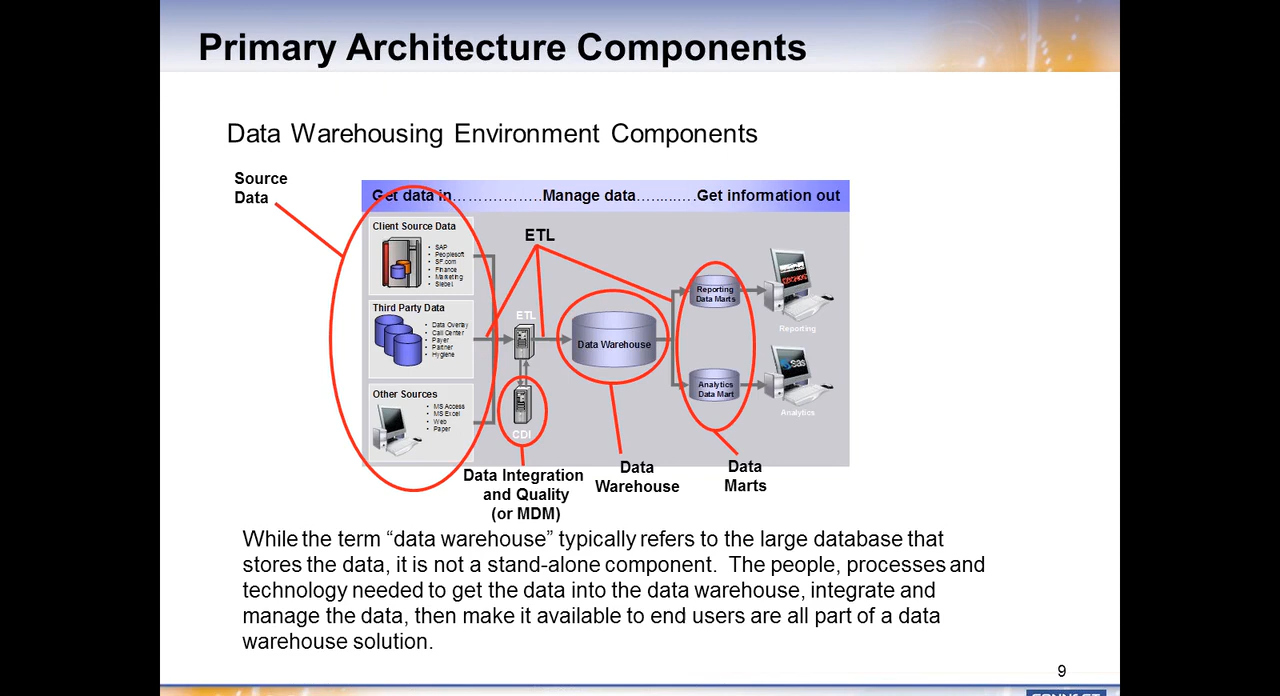 Primary Architecture Components
Data Warehousing Environment Components
Source
Data
Get data in……………..Manage data……..….Get information out
Client Source Data
• SAP
• Peoplesoft
• SF.com
• Finance
• Marketing
• Siebel
Third Party Data
• Data Overlay
• Call Center
• Payer
• Partner
• Hygiene
Other Sources
• MS Access
• MS Excel
• Web
• Paper
ETL
ETL
CDI
Data Warehouse
Reporting
Data Marts
Analytics
Data Mart
Reporting
sas
Analytics
Data Integration
and Quality
(or MDM)
Data
Warehouse
Data
Marts
While the term “data warehouse” typically refers to the large database that
stores the data, it is not a stand-alone component.  The people, processes and
technology needed to get the data into the data warehouse, integrate and
manage the data, then make it available to end users are all part of a data
warehouse solution.
9